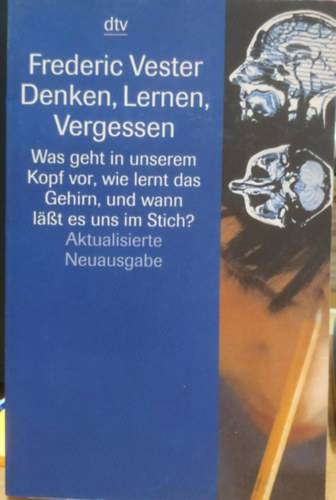 dtv
Frederic Vester
Denken, Lernen,
Vergessen
Was geht in unserem
Kopf vor, wie lernt das
Gehirn, und wann
läßt es uns im Stich?
Aktualisierte
Neuausgabe